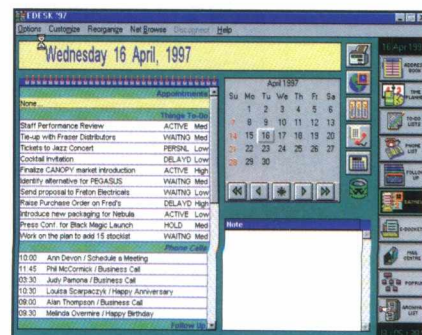 EDESK '97
Options Customize Reorganize Net Browse Disconnect Help
Wednesday 16 April, 1997
16 Apr 1997
Appointments
None...
Things To-Do
Staff Performance Review ACTIVE Med
Tie-up with Fraser Distributors WAITNG Med
Tickets to Jazz Concert PERSNL Low
Cocktail Invitation DELAYD Low
Finalize CANOPY market introduction ACTIVE High
Identify alternative for PEGASUS WAITNG Med
Send proposal to Freton Electricals WAITNG Low
Raise Purchase Order on Fred's DELAYD High
Introduce new packaging for Nebula ACTIVE Low
Press Conf. for Black Magic Launch HOLD Med
Work on the plan to add 15 stockist WAITNG Med
Phone Calls
10:00 Ann Devon / Schedule a Meeting
11:45 Phil McCormick / Business Call
03:30 Judy Pamona / Business Call
10:30 Louisa Scarpaczyk / Happy Anniversary
09:00 Alan Thompson / Business Call
09:30 Melinda Overmire / Happy Birthday
Follow Up
April 1997
Su Mo Tu We Th Fr Sa
1 2 3 4 5
6 7 8 9 10 11 12
13 14 15 16 17 18 19
20 21 22 23 24 25 26
27 28 29 30
Note
ADDRESS
BOOK
TIME
PLANNER
TO-DO
LISTS
PHONE
LIST
FOLLOW
UP
E-DOCKET
MAIL
CENTRE
POPRUN